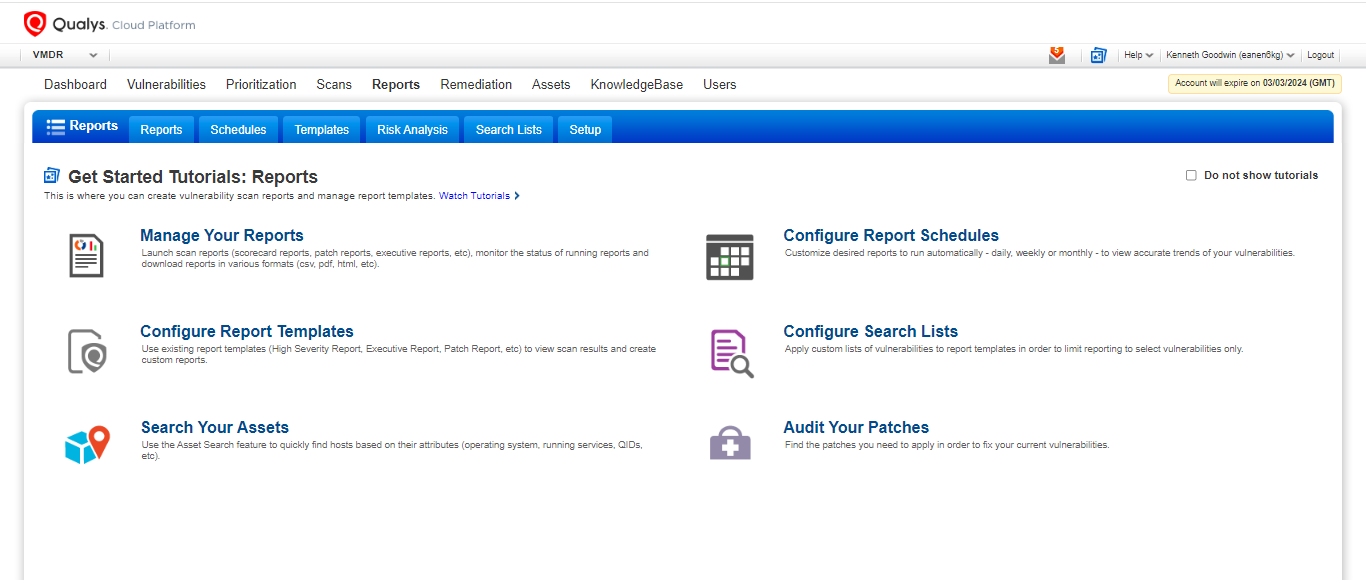 Qualys. Cloud Platform
VMDR
5
Help
Kenneth Goodwin (eanen6kg)
Logout
Dashboard Vulnerabilities Prioritization Scans Reports Remediation Assets KnowledgeBase Users
Account will expire on 03/03/2024 (GMT)
Reports Reports Schedules Templates Risk Analysis Search Lists Setup
Get Started Tutorials: Reports
Do not show tutorials
This is where you can create vulnerability scan reports and manage report templates. Watch Tutorials
Manage Your Reports
Launch scan reports (scorecard reports, patch reports, executive reports, etc), monitor the status of running reports and
download reports in various formats (csv, pdf, html, etc).
Configure Report Schedules
Customize desired reports to run automatically - daily, weekly or monthly - to view accurate trends of your vulnerabilities.
Configure Report Templates
Use existing report templates (High Severity Report, Executive Report, Patch Report, etc) to view scan results and create
custom reports.
Configure Search Lists
Apply custom lists of vulnerabilities to report templates in order to limit reporting to select vulnerabilities only.
Search Your Assets
Use the Asset Search feature to quickly find hosts based on their attributes (operating system, running services, QIDs,
etc).
Audit Your Patches
Find the patches you need to apply in order to fix your current vulnerabilities.